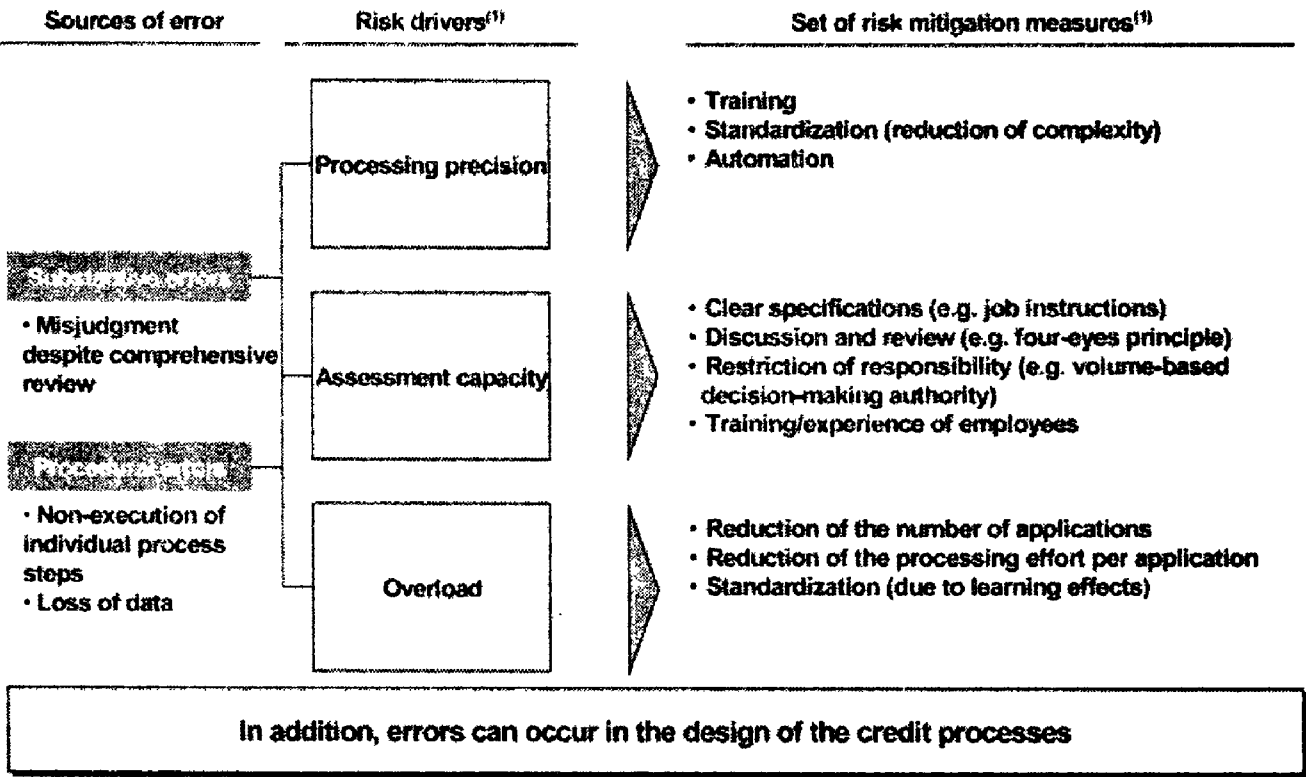 Sources of error
Risk drivers(1)
Set of risk mitigation measures(1)
Processing precision
• Training
• Standardization (reduction of complexity)
• Automation
Substantive errors
• Misjudgment
despite comprehensive
review
Assessment capacity
• Clear specifications (e.g. job instructions)
• Discussion and review (e.g. four-eyes principle)
• Restriction of responsibility (e.g. volume-based
decision-making authority)
• Training/experience of employees
errors
• Non-execution of
individual process
steps
• Loss of data
Overload
• Reduction of the number of applications
• Reduction of the processing effort per application
• Standardization (due to learning effects)
In addition, errors can occur in the design of the credit processes